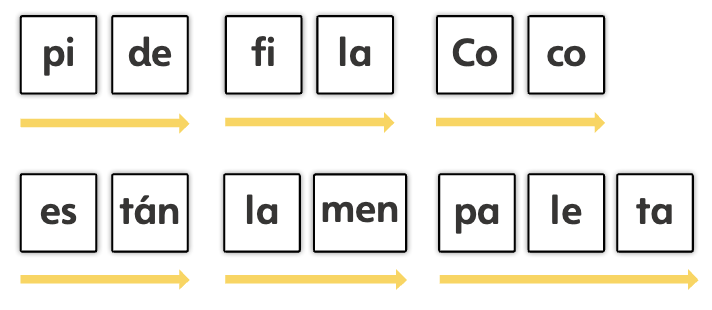 pi de fi la Co co
es tán la men pa le ta